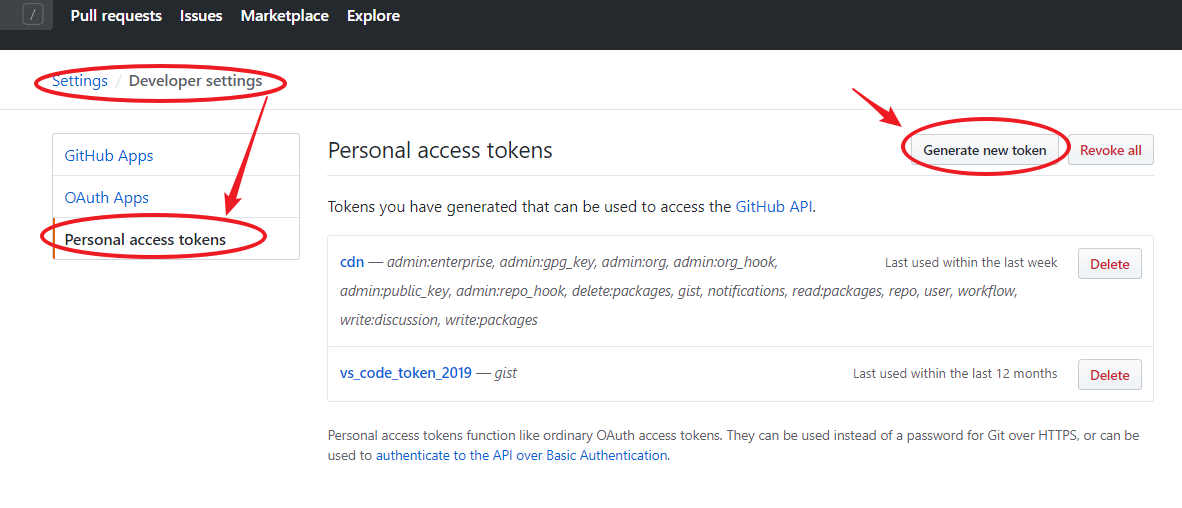 / Pull requests Issues Marketplace Explore
Settings / Developer settings
GitHub Apps
OAuth Apps
Personal access tokens
Personal access tokens
Generate new token Revoke all
Tokens you have generated that can be used to access the GitHub API.
cdn — admin:enterprise, admin:gpg_key, admin:org, admin:org_hook,
admin:public_key, admin:repo_hook, delete:packages, gist, notifications, read:packages, repo, user, workflow,
write:discussion, write:packages
Last used within the last week Delete
vs_code_token_2019 — gist Last used within the last 12 months Delete
Personal access tokens function like ordinary OAuth access tokens. They can be used instead of a password for Git over HTTPS, or can be
used to authenticate to the API over Basic Authentication.